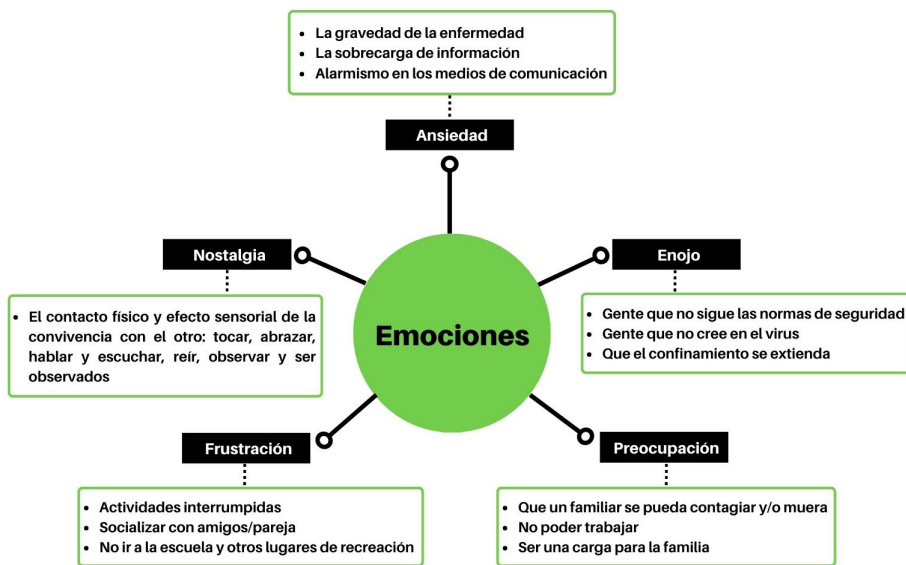 • La gravedad de la enfermedad
• La sobrecarga de información
• Alarmismo en los medios de comunicación
Ansiedad
Nostalgia
• El contacto físico y efecto sensorial de
la convivencia con el otro: tocar, abrazar,
hablar y escuchar, reír, observar y ser
observados
Enojo
• Gente que no sigue las normas de seguridad
• Gente que no cree en el virus
• Que el confinamiento se extienda
Emociones
Frustración
• Actividades interrumpidas
• Socializar con amigos/pareja
• No ir a la escuela y otros lugares de recreación
Preocupación
• Que un familiar se pueda contagiar y/o muera
• No poder trabajar
• Ser una carga para la familia